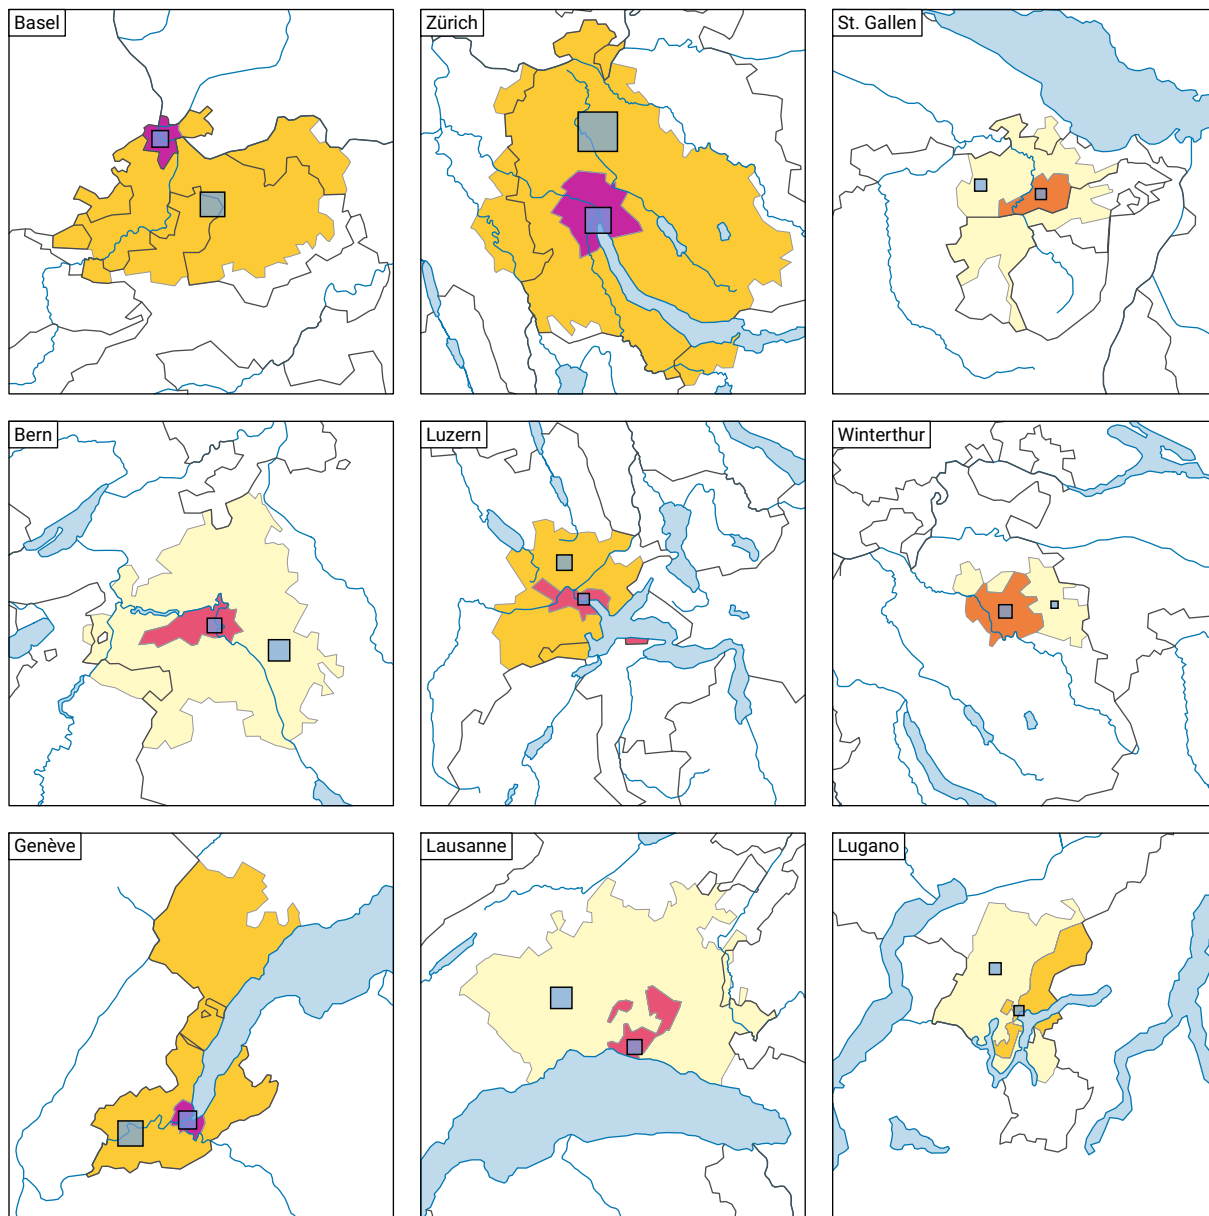 Basel
Zürich
St. Gallen
Bern
Luzern
Winterthur
Genève
Lausanne
Lugano